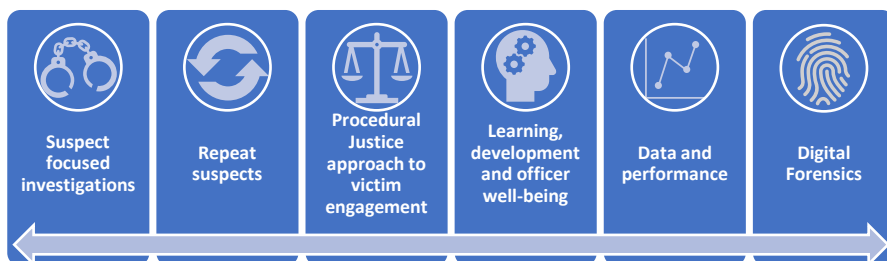 Suspect
focused
investigations
Repeat
suspects
Procedural
Justice
approach to
victim
engagement
Learning,
development
and officer
well-being
Data and
performance
Digital
Forensics